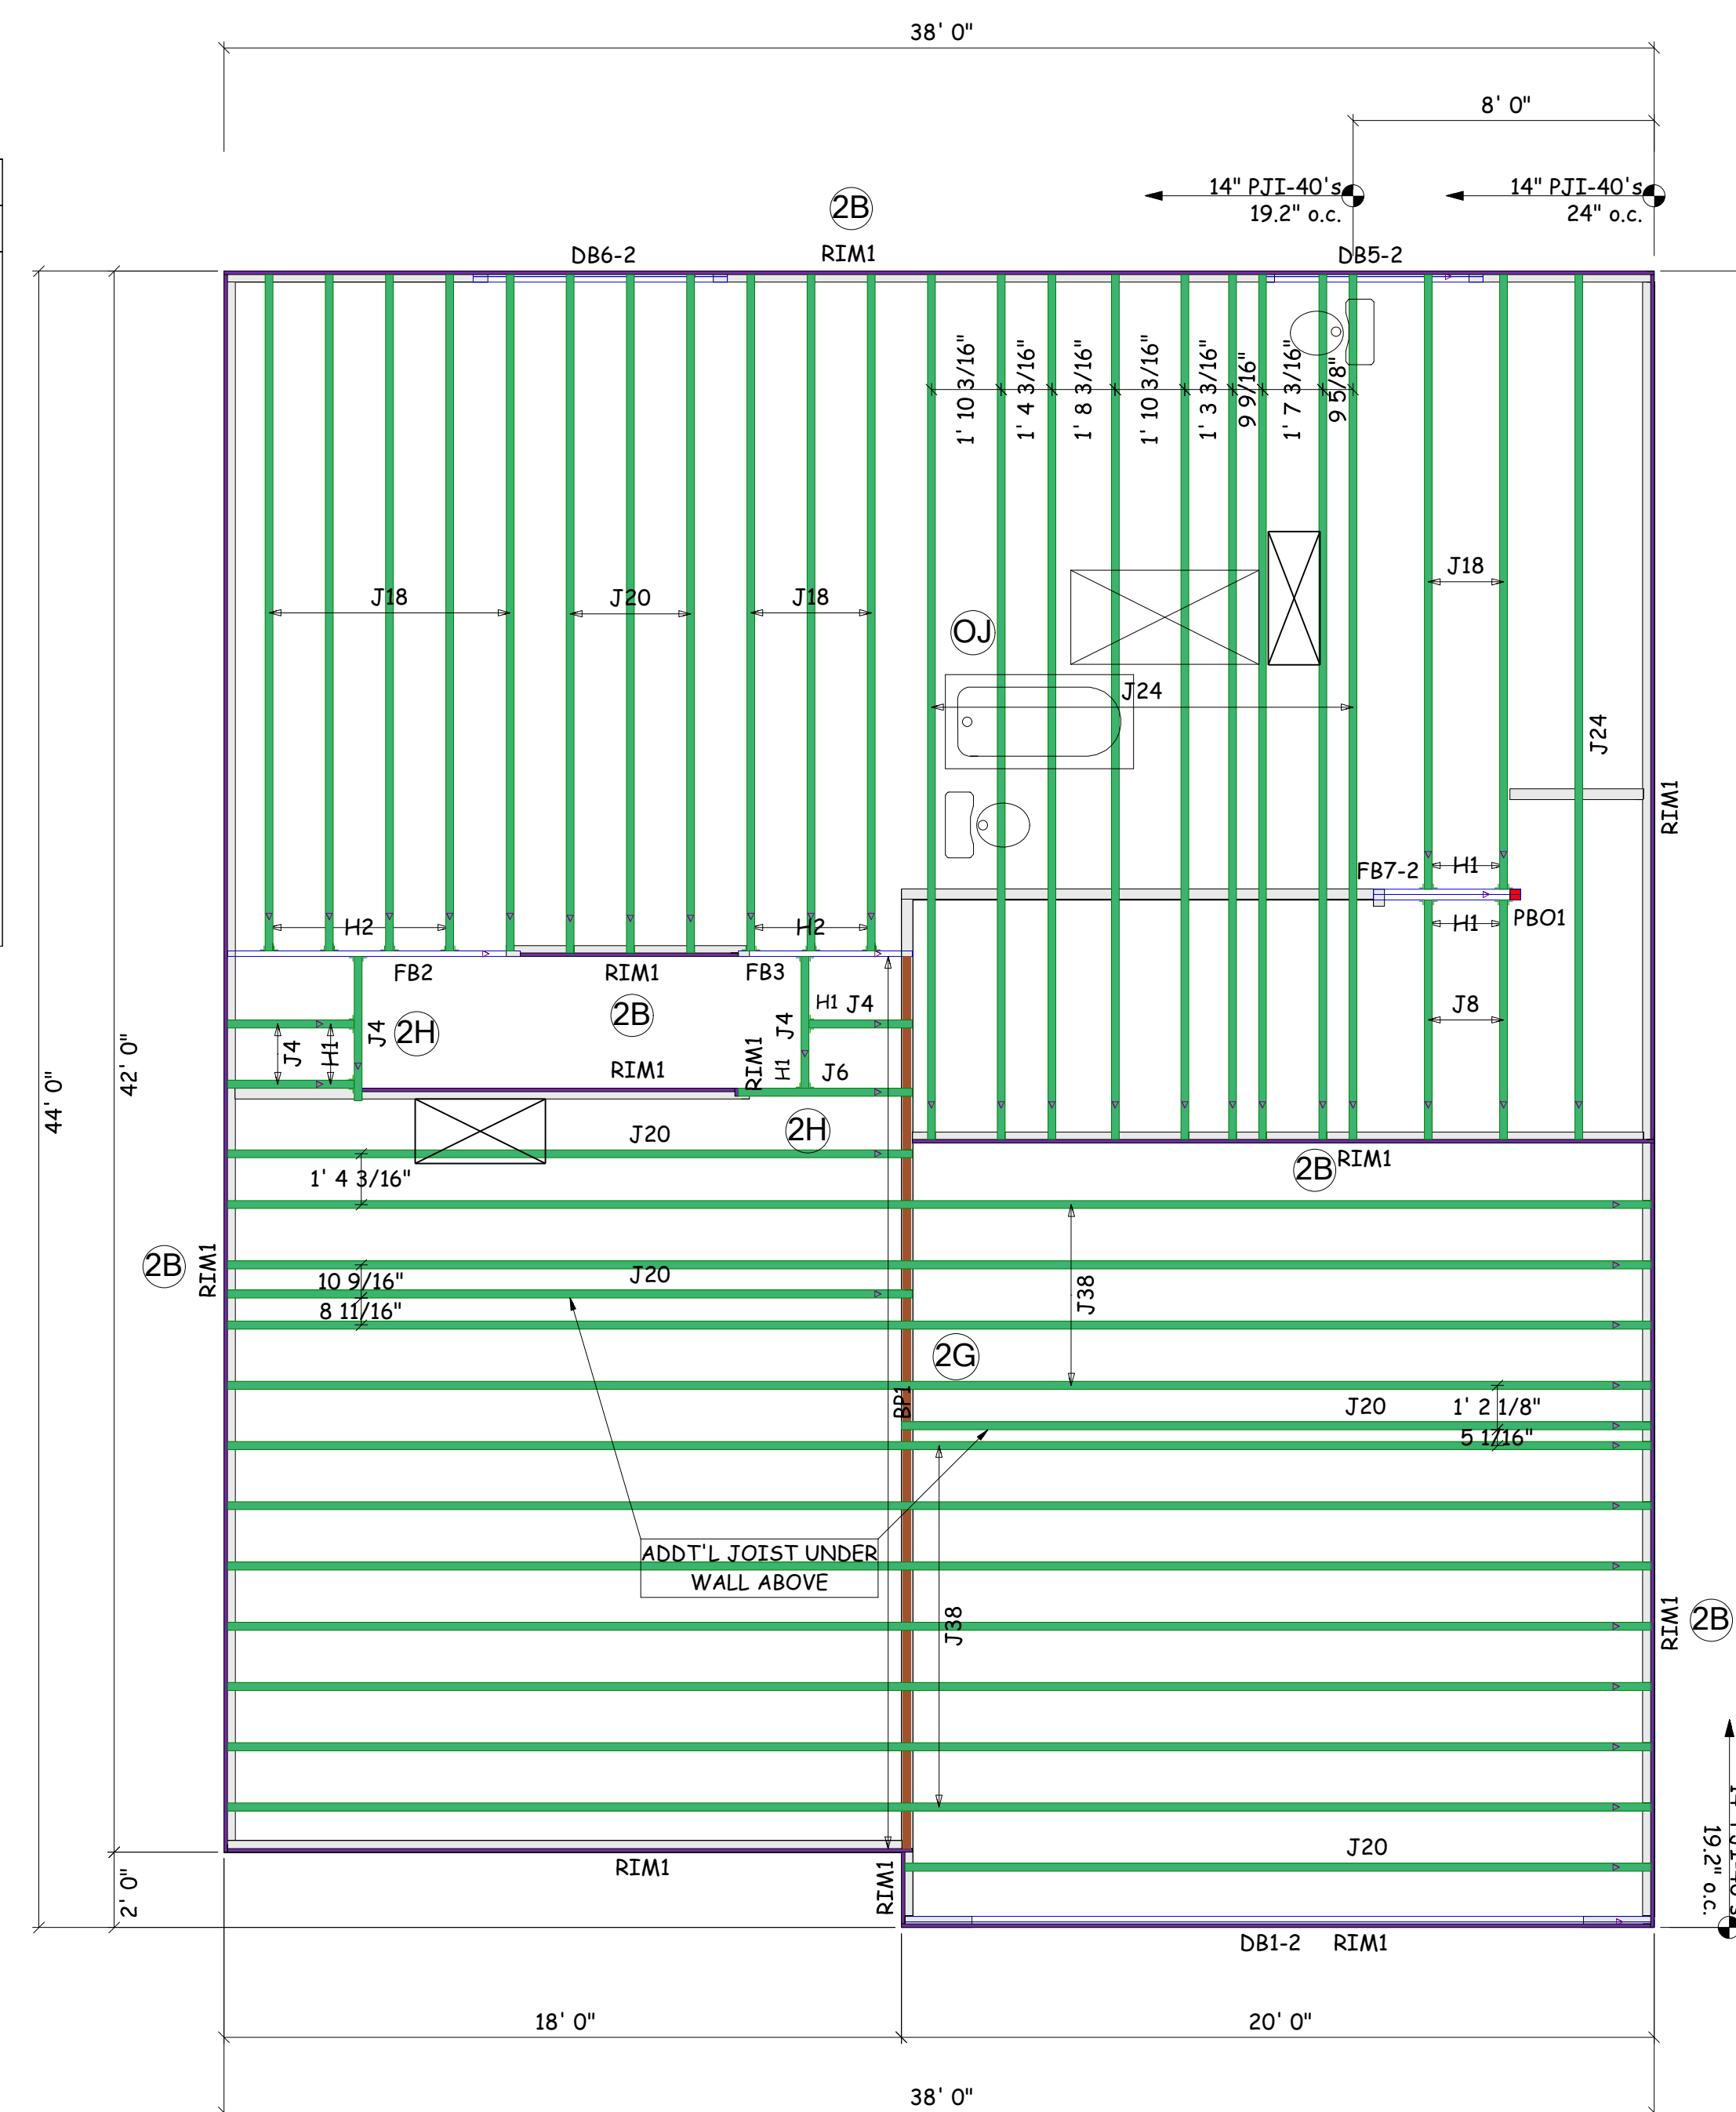 38' 0"
8' 0"
14" PJI-40's
19.2" o.c.
14" PJI-40's
24" o.c.
2B
DB6-2
RIM1
DB5-2
1' 10 3/16"
1' 4 3/16"
1' 8 3/16"
1' 10 3/16"
1' 3 3/16"
9 9/16"
1' 7 3/16"
9 5/8"
J18
J20
J18
J18
OJ
J24
J24
RIM1
FB7-2
H1
H1
PBO1
H2
H2
FB2
RIM1
FB3
2B
2H
J4
H1
J4
H1
J4
J4
RIM1
H1
J6
RIM1
2H
J8
44' 0"
42' 0"
J20
1' 4 3/16"
RIM1
2B
2B
RIM1
10 9/16"
8 11/16"
J20
J38
2G
BP1
J20
1' 2 1/8"
5 1/16"
ADDT'L JOIST UNDER
WALL ABOVE
J38
RIM1
2B
19.2" o.c.
J20
2' 0"
RIM1
RIM1
DB1-2
RIM1
18' 0"
20' 0"
38' 0"